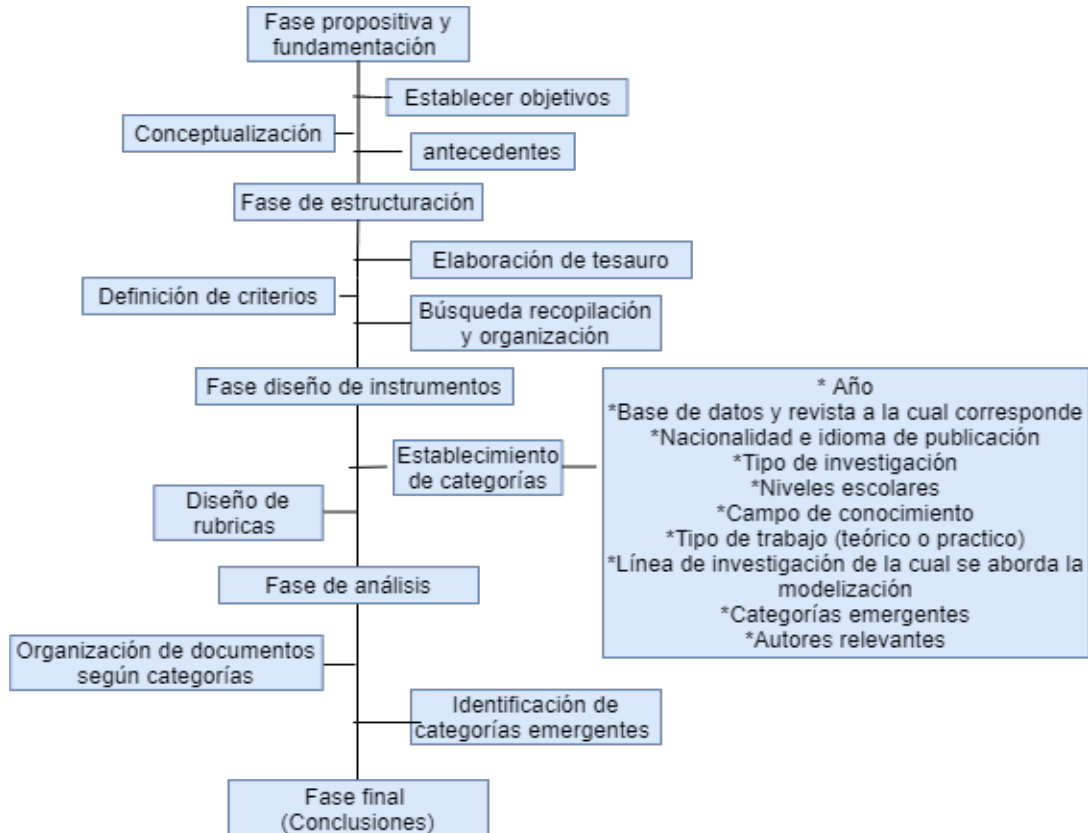 Fase propositiva y
fundamentación
Establecer objetivos
Conceptualización
antecedentes
Fase de estructuración
Elaboración de tesauro
Definición de criterios
Búsqueda recopilación
y organización
Fase diseño de instrumentos
Establecimiento
de categorías
* Año
*Base de datos y revista a la cual corresponde
*Nacionalidad e idioma de publicación
*Tipo de investigación
*Niveles escolares
*Campo de conocimiento
*Tipo de trabajo (teórico o practico)
*Línea de investigación de la cual se aborda la
modelización
*Categorías emergentes
*Autores relevantes
Diseño de
rubricas
Fase de análisis
Organización de documentos
según categorías
Identificación de
categorías emergentes
Fase final
(Conclusiones)